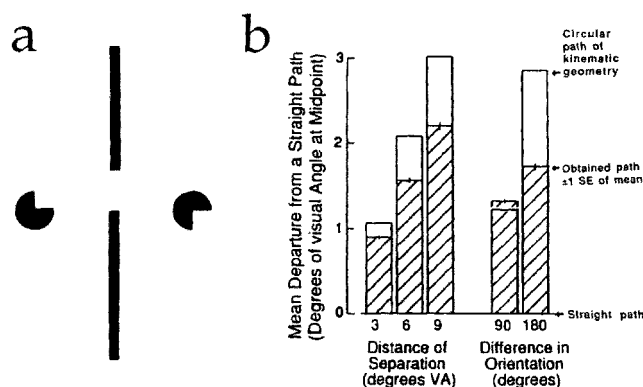 a
b
Mean Departure from a Straight Path
(Degrees of visual Angle at Midpoint)
3
2
1
0
Circular path of
kinematic
geometry
Obtained path
±1 SE of mean
Straight path
3 6 9
90 180
Distance of
Separation
(degrees VA)
Difference in
Orientation
(degrees)